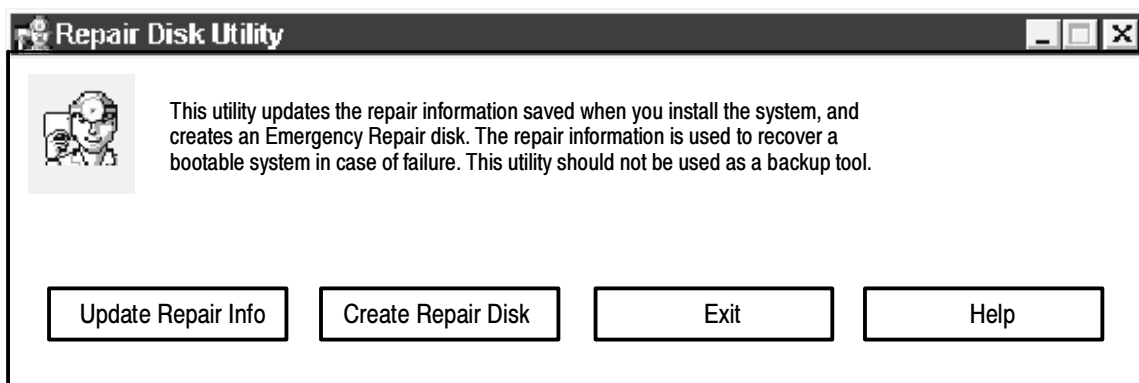 Repair Disk Utility
This utility updates the repair information saved when you install the system, and
creates an Emergency Repair disk. The repair information is used to recover a
bootable system in case of failure. This utility should not be used as a backup tool.
Update Repair Info
Create Repair Disk
Exit
Help